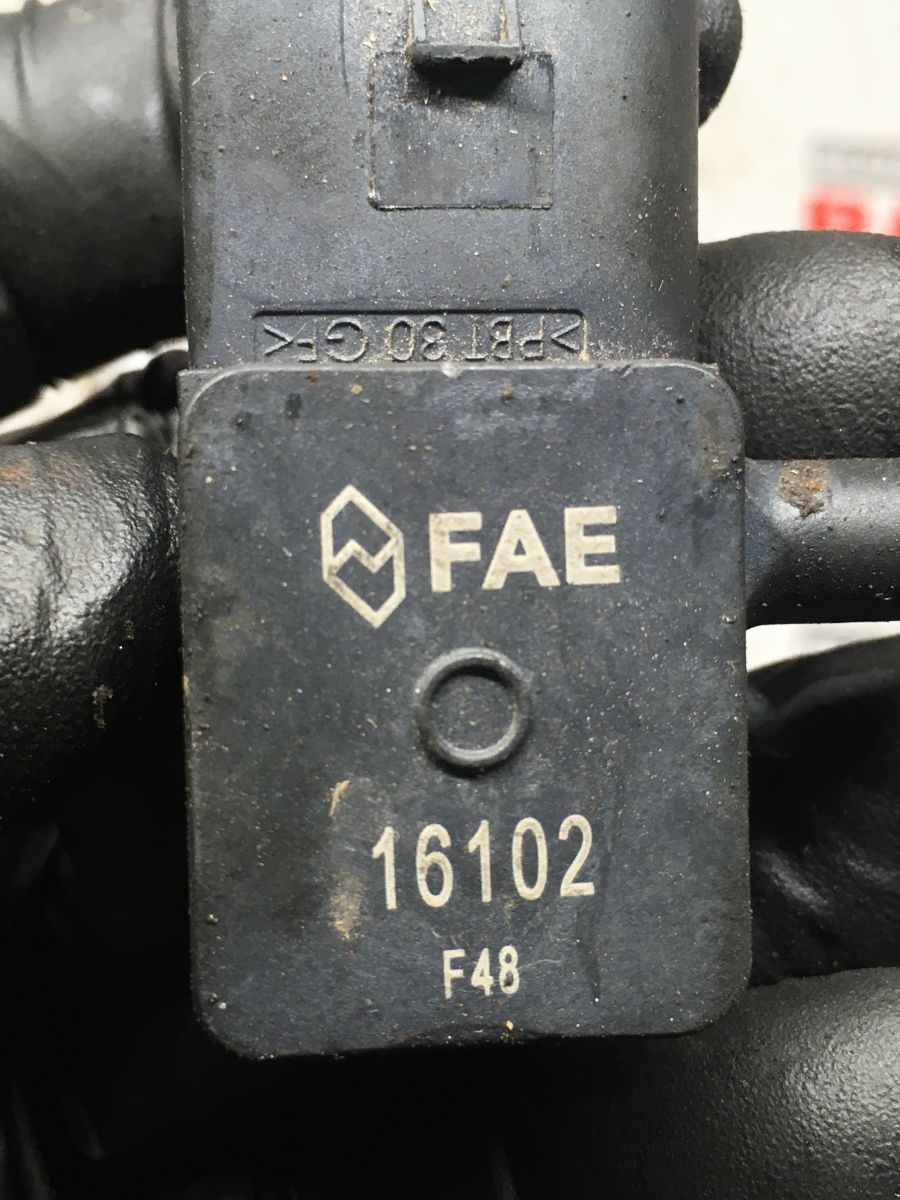 >PBT 30 GF<
FAE
16102
F48